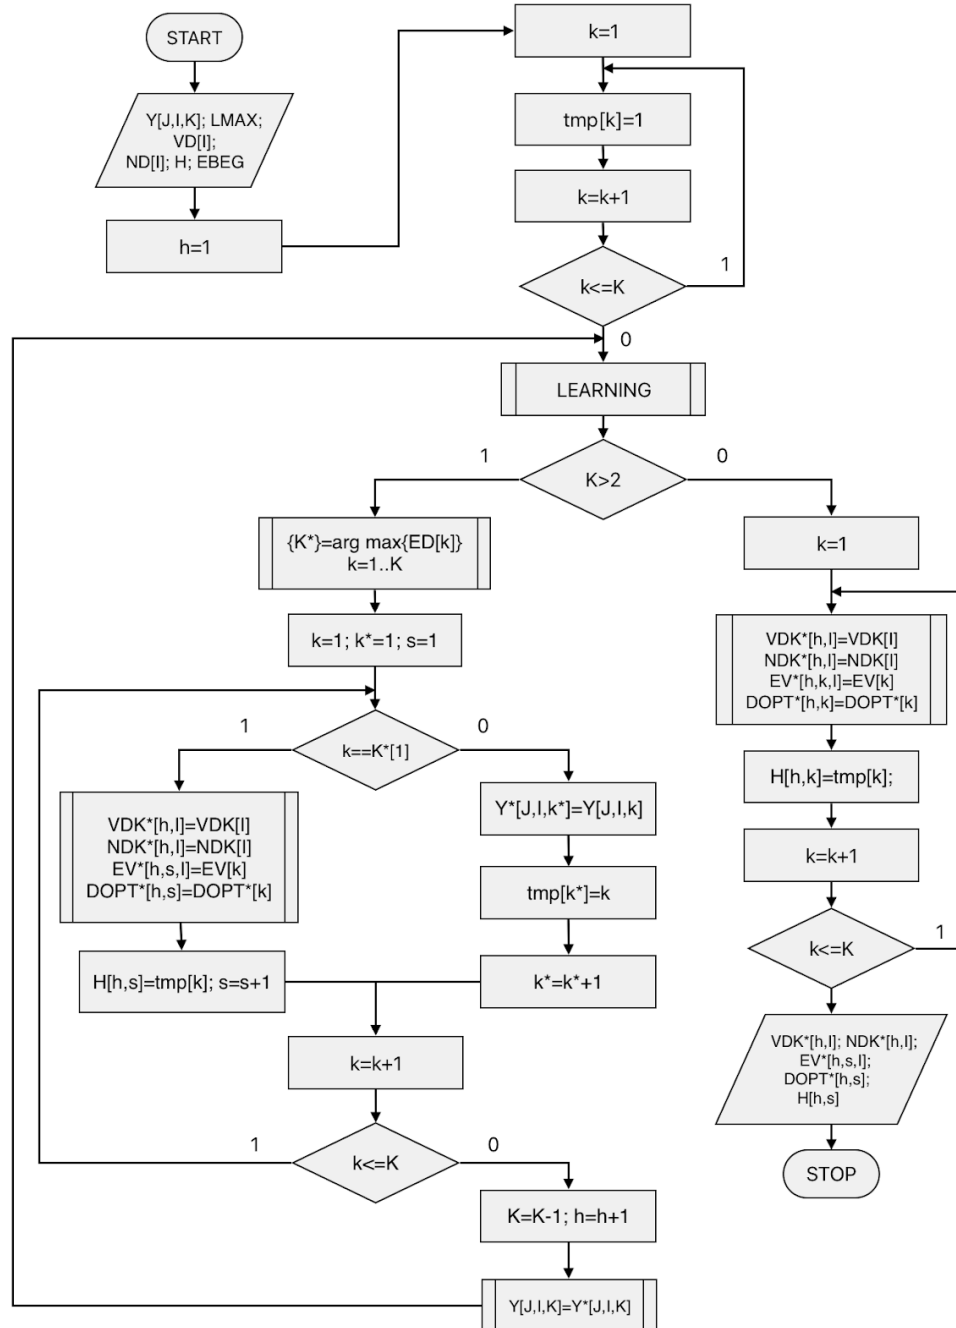 START
Y[J,I,K]; LMAX;
VD[I];
ND[I]; H; EBEG
h=1
k=1
tmp[k]=1
k=k+1
k<=K
1
0
LEARNING
K>2
1
0
{K*}=arg max{ED[k]}
k=1..K
k=1; k*=1; s=1
k==K*[1]
1
0
VDK*[h,I]=VDK[I]
NDK*[h,I]=NDK[I]
EV*[h,s,I]=EV[k]
DOPT*[h,s]=DOPT*[k]
H[h,s]=tmp[k]; s=s+1
Y*[J,I,k*]=Y[J,I,k]
tmp[k*]=k
k*=k*+1
k=k+1
k<=K
1
0
K=K-1; h=h+1
Y[J,I,K]=Y*[J,I,K]
k=1
VDK*[h,I]=VDK[I]
NDK*[h,I]=NDK[I]
EV*[h,k,I]=EV[k]
DOPT*[h,k]=DOPT*[k]
H[h,k]=tmp[k];
k=k+1
k<=K
1
VDK*[h,I]; NDK*[h,I];
EV*[h,s,I];
DOPT*[h,s];
H[h,s]
STOP